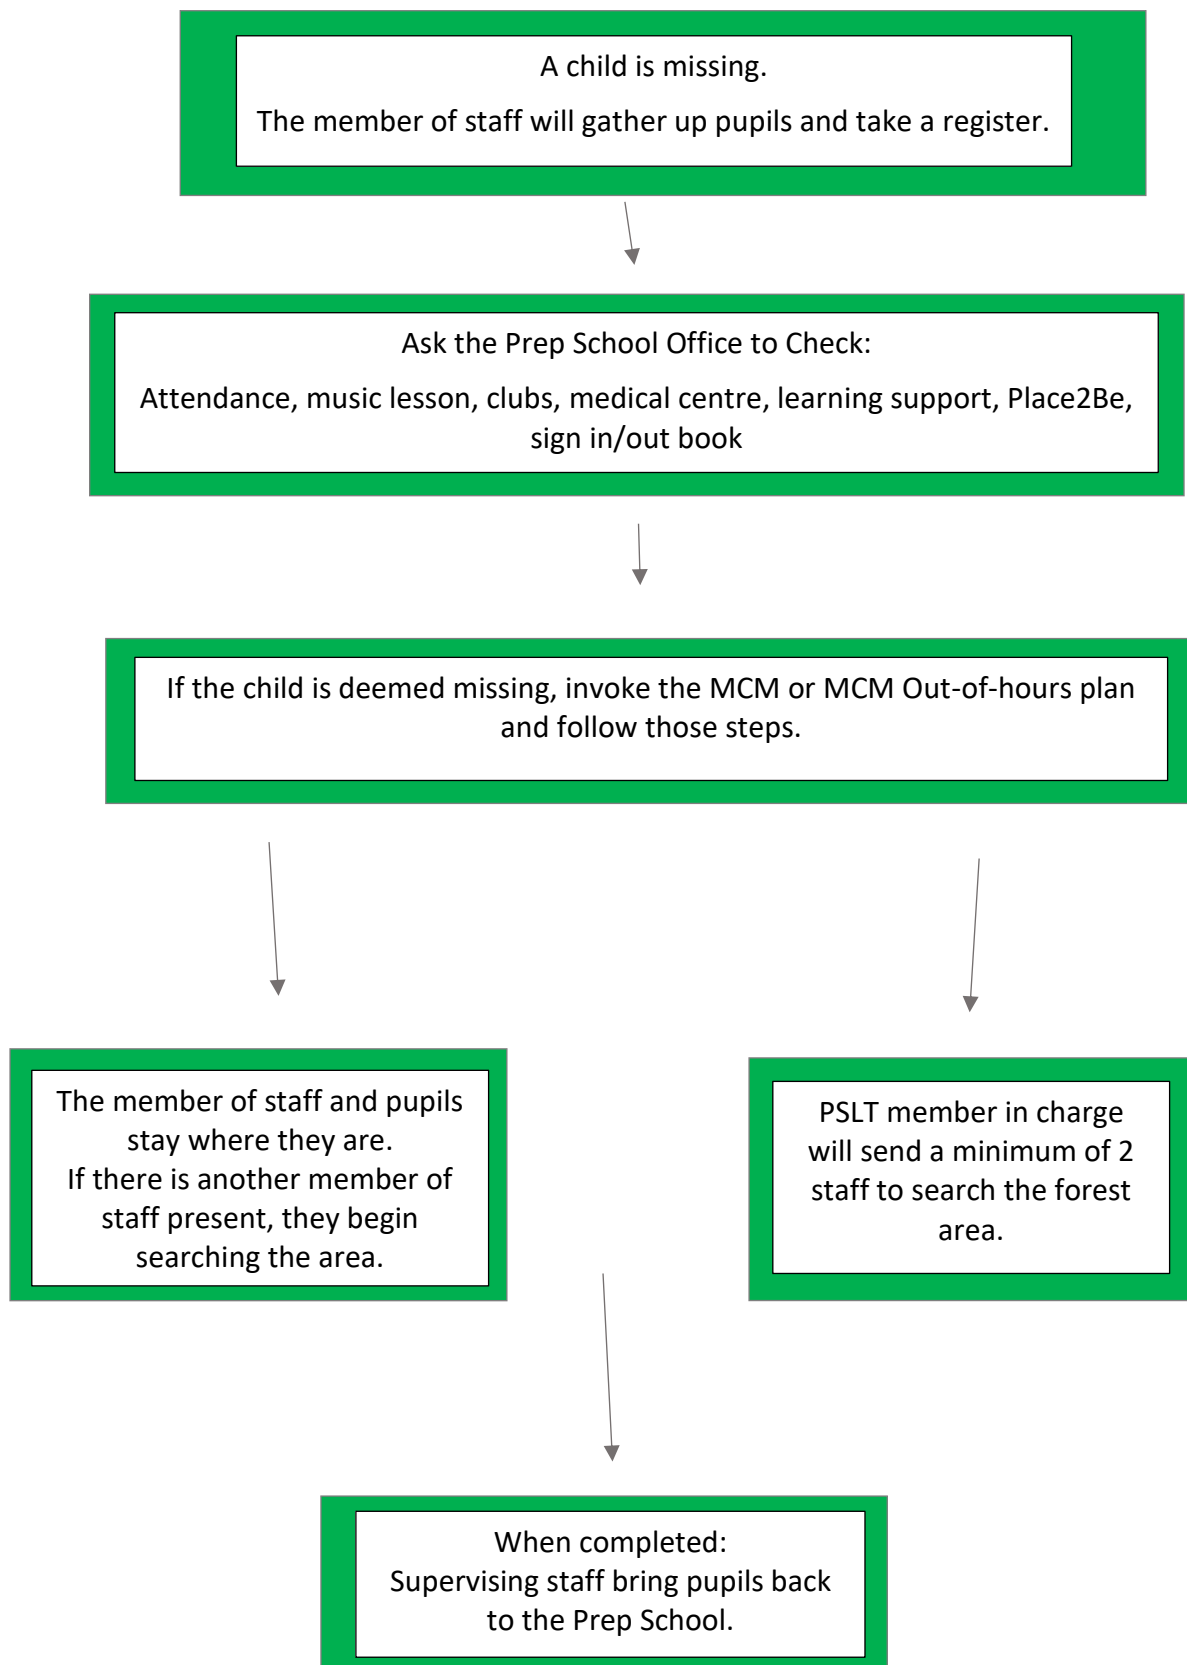 A child is missing.
The member of staff will gather up pupils and take a register.
Ask the Prep School Office to Check:
Attendance, music lesson, clubs, medical centre, learning support, Place2Be,
sign in/out book
If the child is deemed missing, invoke the MCM or MCM Out-of-hours plan
and follow those steps.
The member of staff and pupils
stay where they are.
If there is another member of
staff present, they begin
searching the area.
PSLT member in charge
will send a minimum of 2
staff to search the forest
area.
When completed:
Supervising staff bring pupils back
to the Prep School.